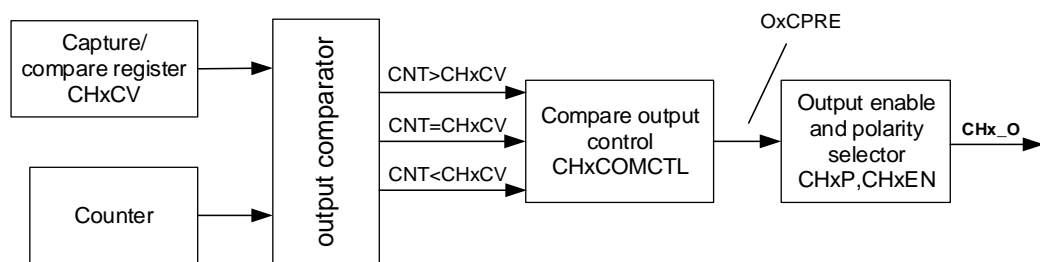 OxCPRE
Capture/
compare register
CHxCV
Counter
output comparator
CNT>CHxCV
CNT=CHxCV
CNT<CHxCV
Compare output
control
CHxCOMCTL
Output enable
and polarity
selector
CHxP,CHxEN
CHx_O